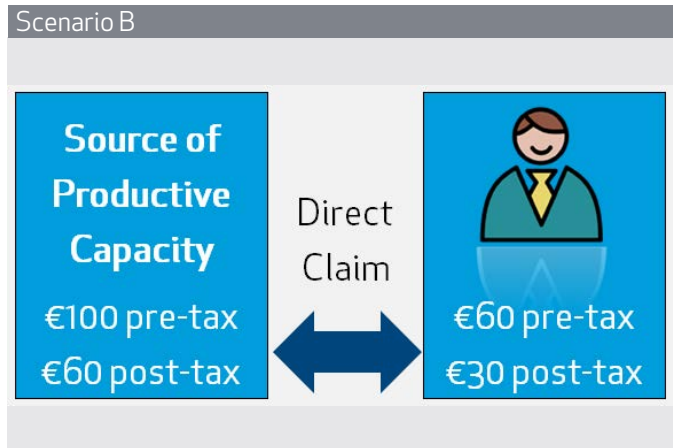 Scenario B
Source of
Productive
Capacity
€100 pre-tax
€60 post-tax
Direct
Claim
€60 pre-tax
€30 post-tax